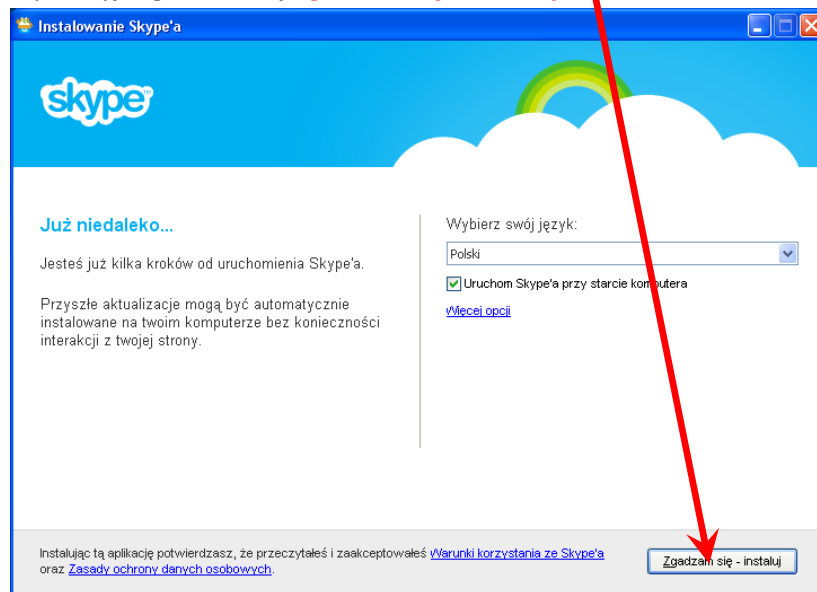 Instalowanie Skype'a
skype
Już niedaleko...
Jesteś już kilka kroków od uruchomienia Skype'a.
Przyszłe aktualizacje mogą być automatycznie
instalowane na twoim komputerze bez konieczności
interakcji z twojej strony.
Wybierz swój język:
Polski
Uruchom Skype'a przy starcie komputera
Więcej opcji
Instalując tą aplikację potwierdzasz, że przeczytałeś i zaakceptowałeś Warunki korzystania ze Skype'a
oraz Zasady ochrony danych osobowych.
Zgadzam się - instaluj